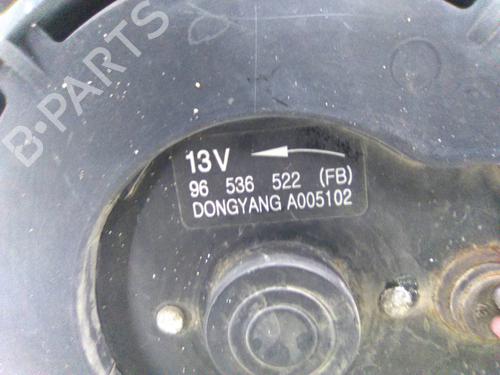 B-PARTS
13V
96 536 522 (FB)
DONGYANG A005102